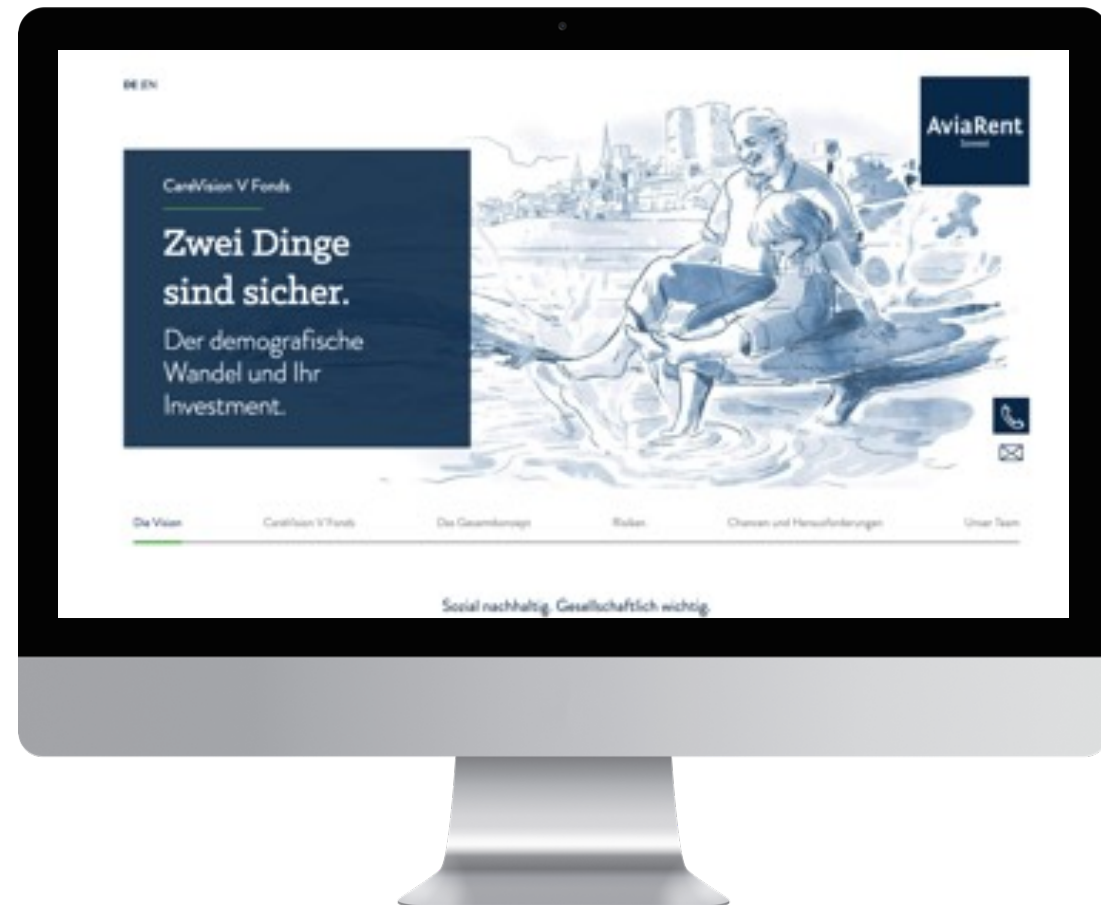 DE EN
AviaRent
Invest
CareVision V Fonds
Zwei Dinge
sind sicher.
Der demografische
Wandel und Ihr
Investment.
Die Vision
CareVision V Fonds
Das Gesamtkonzept
Risiken
Chancen und Herausforderungen
Unser Team
Sozial nachhaltig. Gesellschaftlich wichtig.